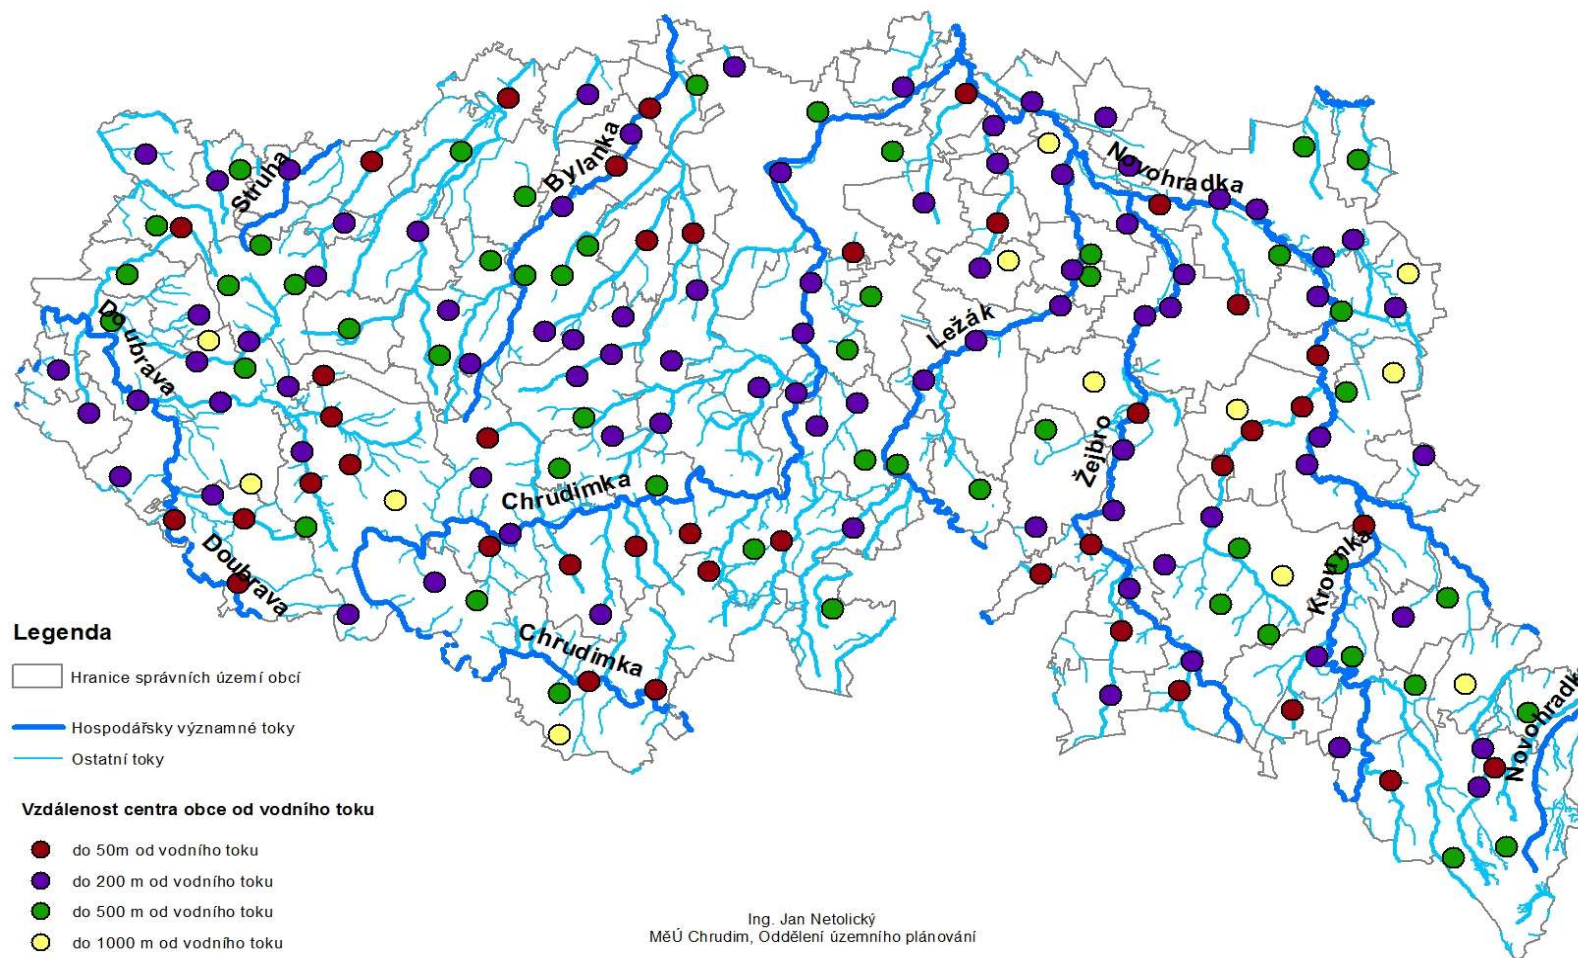 Struha
Bylanka
Novohradka
Doubrava
Ležák
Žejbro
Chrudimka
Doubrava
Krounka
Chrudimka
Novohradka
Legenda
Hranice správních území obcí
Hospodářsky významné toky
Ostatní toky
Vzdálenost centra obce od vodního toku
do 50m od vodního toku
do 200 m od vodního toku
do 500 m od vodního toku
do 1000 m od vodního toku
Ing. Jan Netolický
MěÚ Chrudim, Oddělení územního plánování